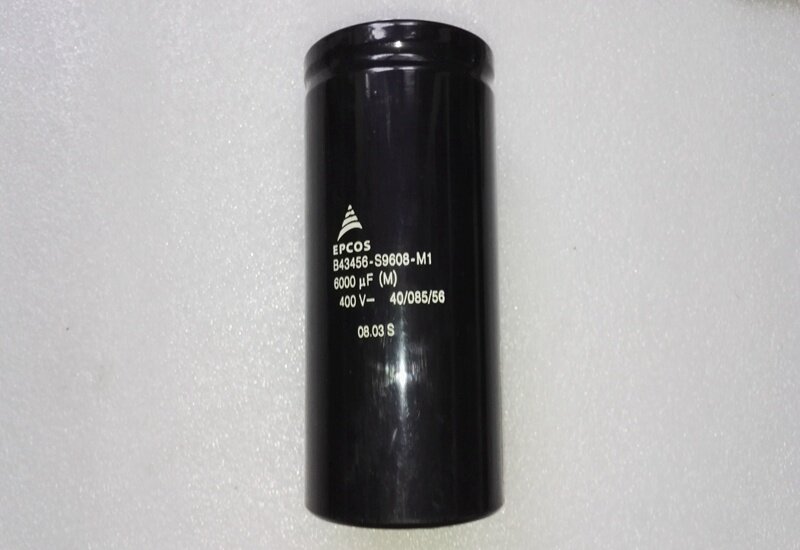 EPCOS
B43456-S9608-M1
6000 µF (M)
400 V– 40/085/56
08.03 S